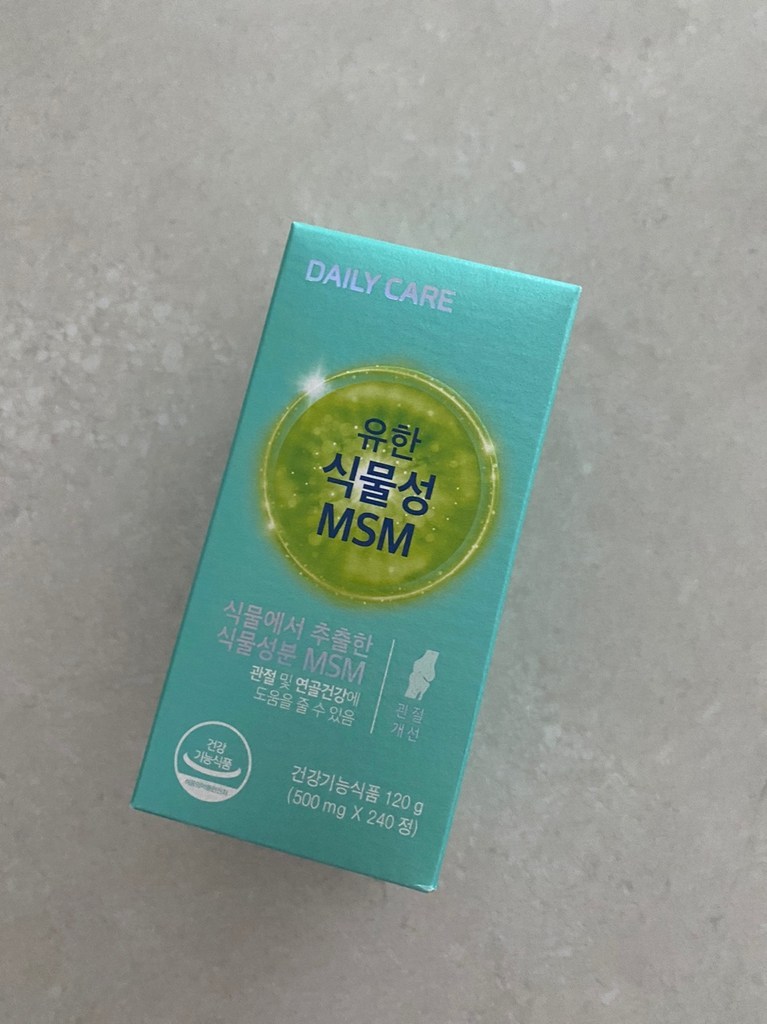 DAILY CARE
유한
식물성
MSM
식물에서 추출한
식물성분 MSM
관절 및 연골건강에
도움을 줄 수 있음
관절
개선
건강
기능식품
건강기능식품 120 g
(500 mg X 240 정)